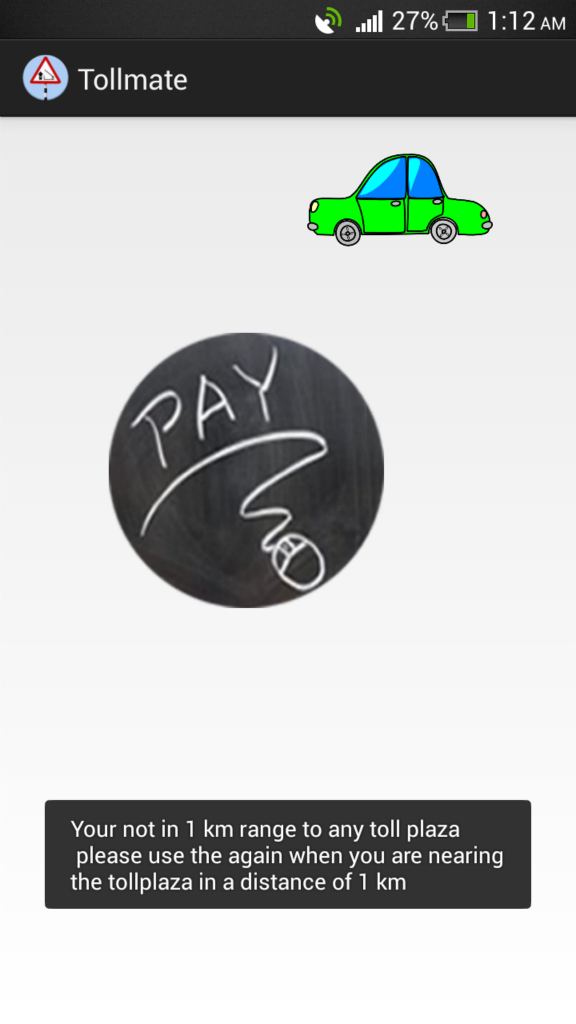 27% 1:12 AM
Tollmate
PAY
Your not in 1 km range to any toll plaza
please use the again when you are nearing
the tollplaza in a distance of 1 km